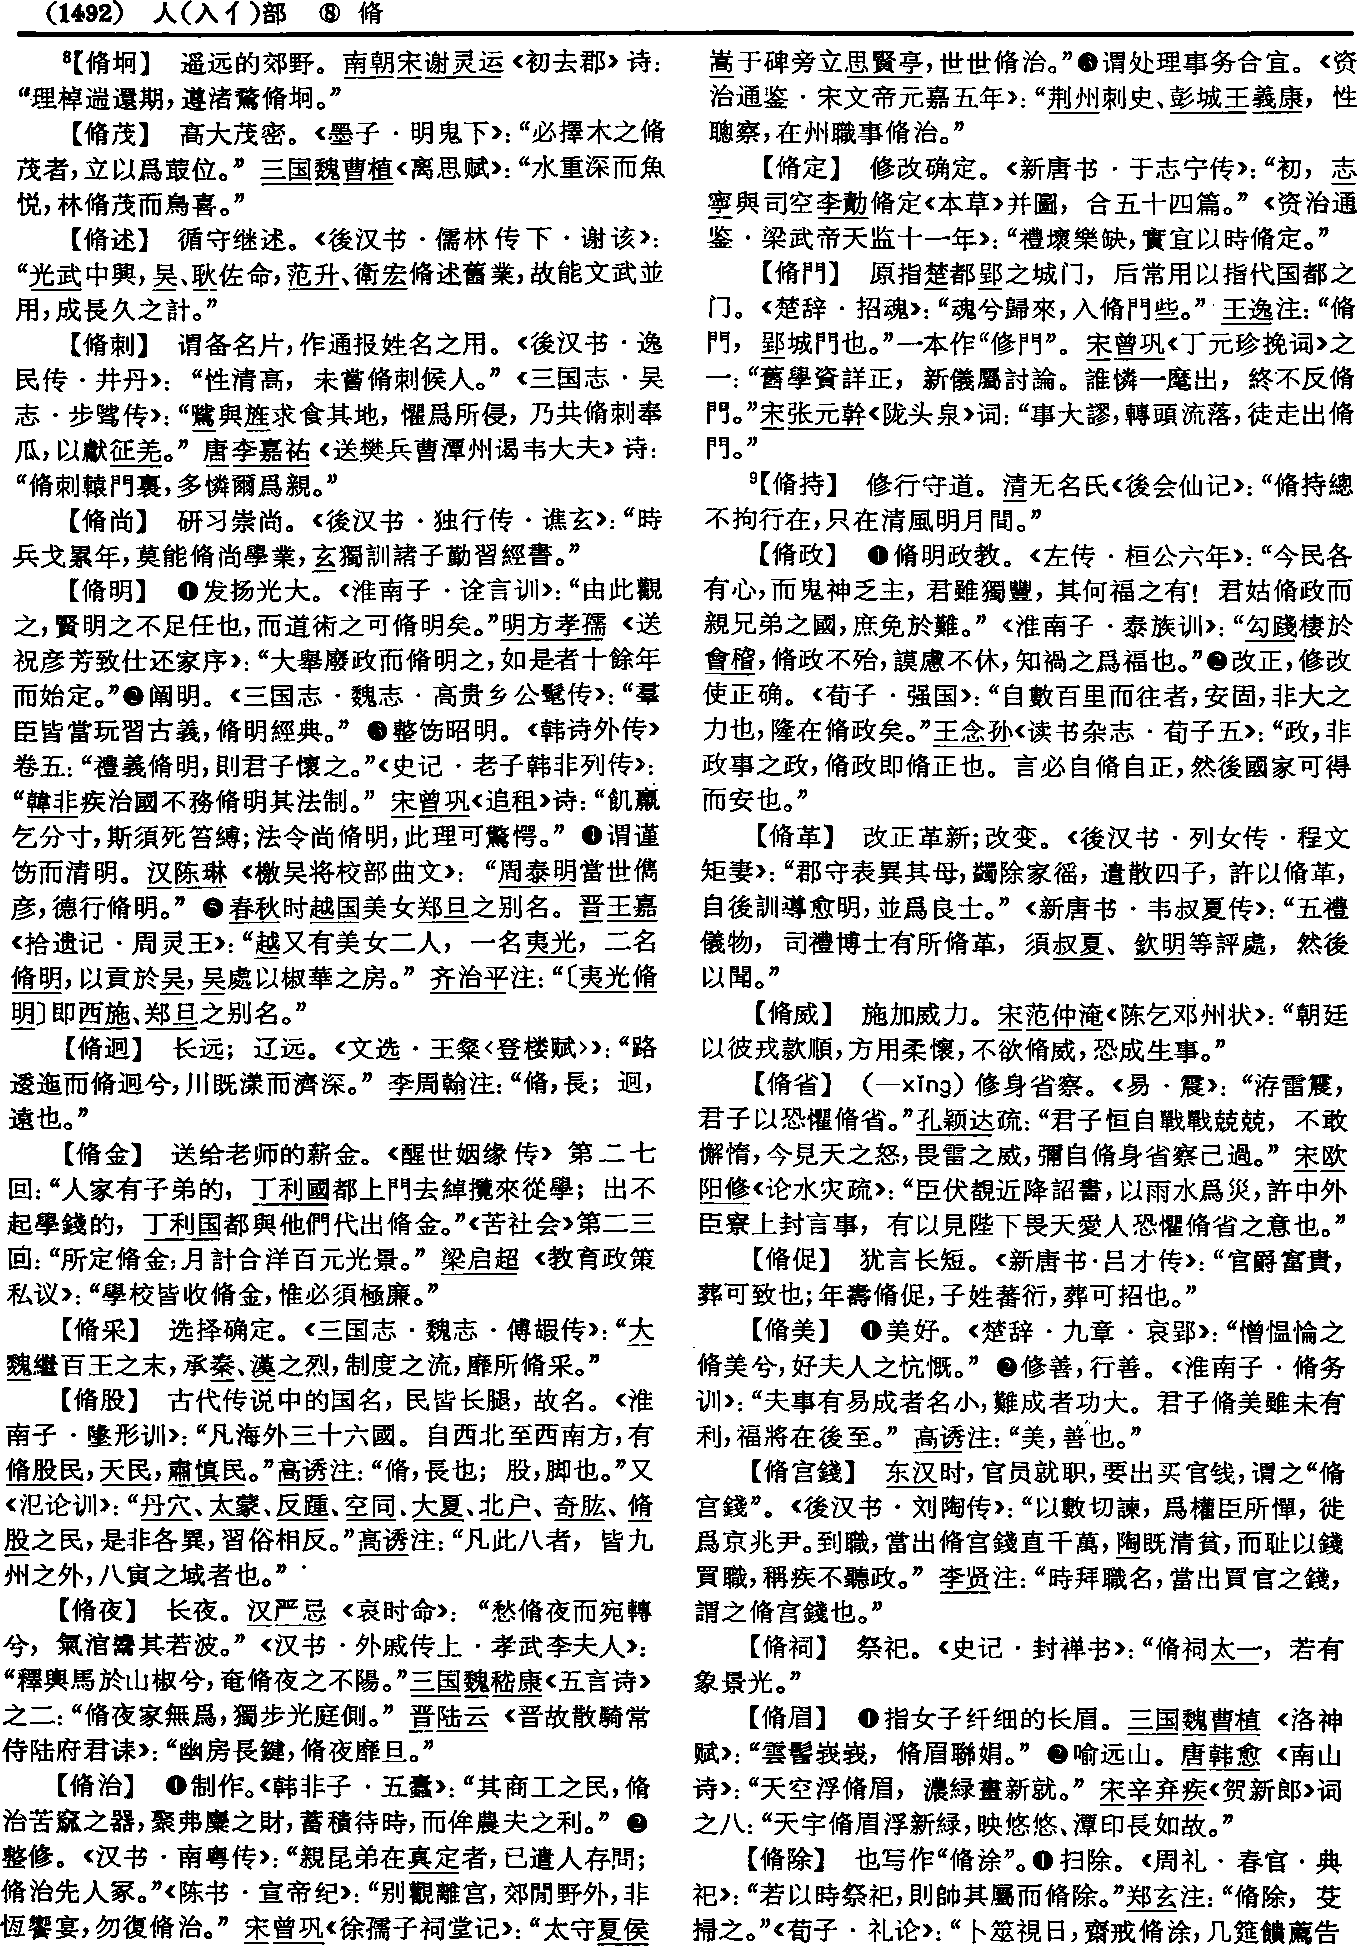 (1492) 人(入亻)部 ⑧ 脩
⁸【脩坰】 遥远的郊野。南朝宋谢灵运《初去郡》诗:
“理棹遄還期,遵渚騖脩坰。”
【脩茂】 高大茂密。《墨子·明鬼下》:“必擇木之脩
茂者,立以爲菆位。” 三国魏曹植《离思赋》:“水重深而魚
悦,林脩茂而鳥喜。”
【脩述】 循守继述。《後汉书·儒林传下·谢该》:
“光武中興,吴、耿佐命,范升、衛宏脩述舊業,故能文武並
用,成長久之計。”
【脩刺】 谓备名片,作通报姓名之用。《後汉书·逸
民传·井丹》: “性清高,未嘗脩刺候人。”《三国志·吴
志·步骘传》:“騭與旌求食其地,懼爲所侵,乃共脩刺奉
瓜,以獻征羌。” 唐李嘉祐《送樊兵曹潭州谒韦大夫》诗:
“脩刺轅門裏,多憐爾爲親。”
【脩尚】 研习崇尚。《後汉书·独行传·谯玄》:“時
兵戈累年,莫能脩尚學業,玄獨訓諸子勤習經書。”
【脩明】 ❶发扬光大。《淮南子·诠言训》:“由此觀
之,賢明之不足任也,而道術之可脩明矣。”明方孝孺《送
祝彦芳致仕还家序》:“大舉廢政而脩明之,如是者十餘年
而始定。”❷阐明。《三国志·魏志·高贵乡公髦传》:“羣
臣皆當玩習古義,脩明經典。” ❸整饬昭明。《韩诗外传》
卷五:“禮義脩明,則君子懷之。”《史记·老子韩非列传》:
“韓非疾治國不務脩明其法制。” 宋曾巩《追租》诗:“飢羸
乞分寸,斯須死笞縛;法令尚脩明,此理可驚愕。” ❹谓谨
饬而清明。汉陈琳《檄吴将校部曲文》: “周泰明當世儁
彦,德行脩明。” ❺春秋时越国美女郑旦之别名。晋王嘉
《拾遗记·周灵王》:“越又有美女二人,一名夷光,二名
脩明,以貢於吴,吴處以椒華之房。” 齐治平注:“〔夷光脩
明〕即西施、郑旦之别名。”
【脩迥】 长远;辽远。《文选·王粲〈登楼赋〉》:“路
逶迤而脩迥兮,川既漾而濟深。” 李周翰注:“脩,長;迥,
遠也。”
【脩金】 送给老师的薪金。《醒世姻缘传》第二七
回:“人家有子弟的,丁利國都上門去綽攬來從學;出不
起學錢的,丁利国都與他們代出脩金。”《苦社会》第二三
回:“所定脩金,月計合洋百元光景。” 梁启超《教育政策
私议》:“學校皆收脩金,惟必須極廉。”
【脩采】 选择确定。《三国志·魏志·傅嘏传》:“大
魏繼百王之末,承秦、漢之烈,制度之流,靡所脩采。”
【脩股】 古代传说中的国名,民皆长腿,故名。《淮
南子·墬形训》:“凡海外三十六國。自西北至西南方,有
脩股民,天民,肅慎民。”高诱注:“脩,長也;股,脚也。”又
《氾论训》:“丹穴、太蒙、反踵、空同、大夏、北户、奇肱、脩
股之民,是非各異,習俗相反。”高诱注:“凡此八者,皆九
州之外,八寅之域者也。”
【脩夜】 长夜。汉严忌《哀时命》: “愁脩夜而宛轉
兮,氣涫鬻其若波。”《汉书·外戚传上·孝武李夫人》:
“釋輿馬於山椒兮,奄脩夜之不陽。”三国魏嵇康《五言诗》
之二:“脩夜家無爲,獨步光庭側。” 晋陆云《晋故散騎常
侍陆府君诔》:“幽房長鍵,脩夜靡旦。”
【脩治】 ❶制作。《韩非子·五蠹》:“其商工之民,脩
治苦窳之器,聚弗靡之財,蓄積待時,而侔農夫之利。” ❷
整修。《汉书·南粤传》:“親昆弟在真定者,已遣人存問;
脩治先人冢。”《陈书·宣帝纪》:“别觀離宫,郊閒野外,非
恆饗宴,勿復脩治。” 宋曾巩《徐孺子祠堂记》:“太守夏侯
嵩于碑旁立思賢亭,世世脩治。”❸谓处理事务合宜。《资
治通鉴·宋文帝元嘉五年》:“荆州刺史、彭城王義康,性
聰察,在州職事脩治。”
【脩定】 修改确定。《新唐书·于志宁传》:“初,志
寧與司空李勣脩定《本草》并圖,合五十四篇。”《资治通
鉴·梁武帝天监十一年》:“禮壞樂缺,實宜以時脩定。”
【脩門】 原指楚都郢之城门,后常用以指代国都之
门。《楚辞·招魂》:“魂兮歸來,入脩門些。” 王逸注:“脩
門,郢城門也。”一本作“修門”。宋曾巩《丁元珍挽词》之
一:“舊學資詳正,新儀屬討論。誰憐一麾出,終不反脩
門。”宋张元幹《陇头泉》词:“事大謬,轉頭流落,徒走出脩
門。”
⁹【脩持】 修行守道。清无名氏《後会仙记》:“脩持總
不拘行在,只在清風明月間。”
【脩政】 ❶脩明政教。《左传·桓公六年》:“今民各
有心,而鬼神乏主,君雖獨豐,其何福之有! 君姑脩政而
親兄弟之國,庶免於難。”《淮南子·泰族训》:“勾踐棲於
會稽,脩政不殆,謨慮不休,知禍之爲福也。”❷改正,修改
使正确。《荀子·强国》:“自數百里而往者,安固,非大之
力也,隆在脩政矣。”王念孙《读书杂志·荀子五》:“政,非
政事之政,脩政即脩正也。言必自脩自正,然後國家可得
而安也。”
【脩革】 改正革新;改变。《後汉书·列女传·程文
矩妻》:“郡守表異其母,蠲除家徭,遣散四子,許以脩革,
自後訓導愈明,並爲良士。”《新唐书·韦叔夏传》:“五禮
儀物,司禮博士有所脩革,須叔夏、欽明等評處,然後
以聞。”
【脩威】 施加威力。宋范仲淹《陈乞邓州状》:“朝廷
以彼戎款順,方用柔懷,不欲脩威,恐成生事。”
【脩省】 (—xǐng)修身省察。《易·震》: “洊雷震,
君子以恐懼脩省。”孔颖达疏:“君子恒自戰戰兢兢,不敢
懈惰,今見天之怒,畏雷之威,彌自脩身省察己過。” 宋欧
阳修《论水灾疏》:“臣伏覩近降詔書,以雨水爲災,許中外
臣寮上封言事,有以見陛下畏天愛人恐懼脩省之意也。”
【脩促】 犹言长短。《新唐书·吕才传》:“官爵富貴,
葬可致也;年壽脩促,子姓蕃衍,葬可招也。”
【脩美】 ❶美好。《楚辞·九章·哀郢》:“憎愠惀之
脩美兮,好夫人之忼慨。” ❷修善,行善。《淮南子·脩务
训》:“夫事有易成者名小,難成者功大。君子脩美雖未有
利,福將在後至。” 高诱注:“美,善也。”
【脩宫錢】 东汉时,官员就职,要出买官钱,谓之“脩
宫錢”。《後汉书·刘陶传》:“以數切諫,爲權臣所憚,徙
爲京兆尹。到職,當出脩宫錢直千萬,陶既清貧,而耻以錢
買職,稱疾不聽政。” 李贤注:“時拜職名,當出買官之錢,
謂之脩宫錢也。”
【脩祠】 祭祀。《史记·封禅书》:“脩祠太一,若有
象景光。”
【脩眉】 ❶指女子纤细的长眉。三国魏曹植《洛神
赋》:“雲髻峩峩,脩眉聯娟。” ❷喻远山。唐韩愈《南山
诗》:“天空浮脩眉,濃緑畫新就。” 宋辛弃疾《贺新郎》词
之八:“天宇脩眉浮新緑,映悠悠、潭印長如故。”
【脩除】 也写作“脩涂”。❶扫除。《周礼·春官·典
祀》:“若以時祭祀,則帥其屬而脩除。”郑玄注:“脩除,芟
掃之。”《荀子·礼论》:“卜筮視日,齋戒脩涂,几筵饋薦告